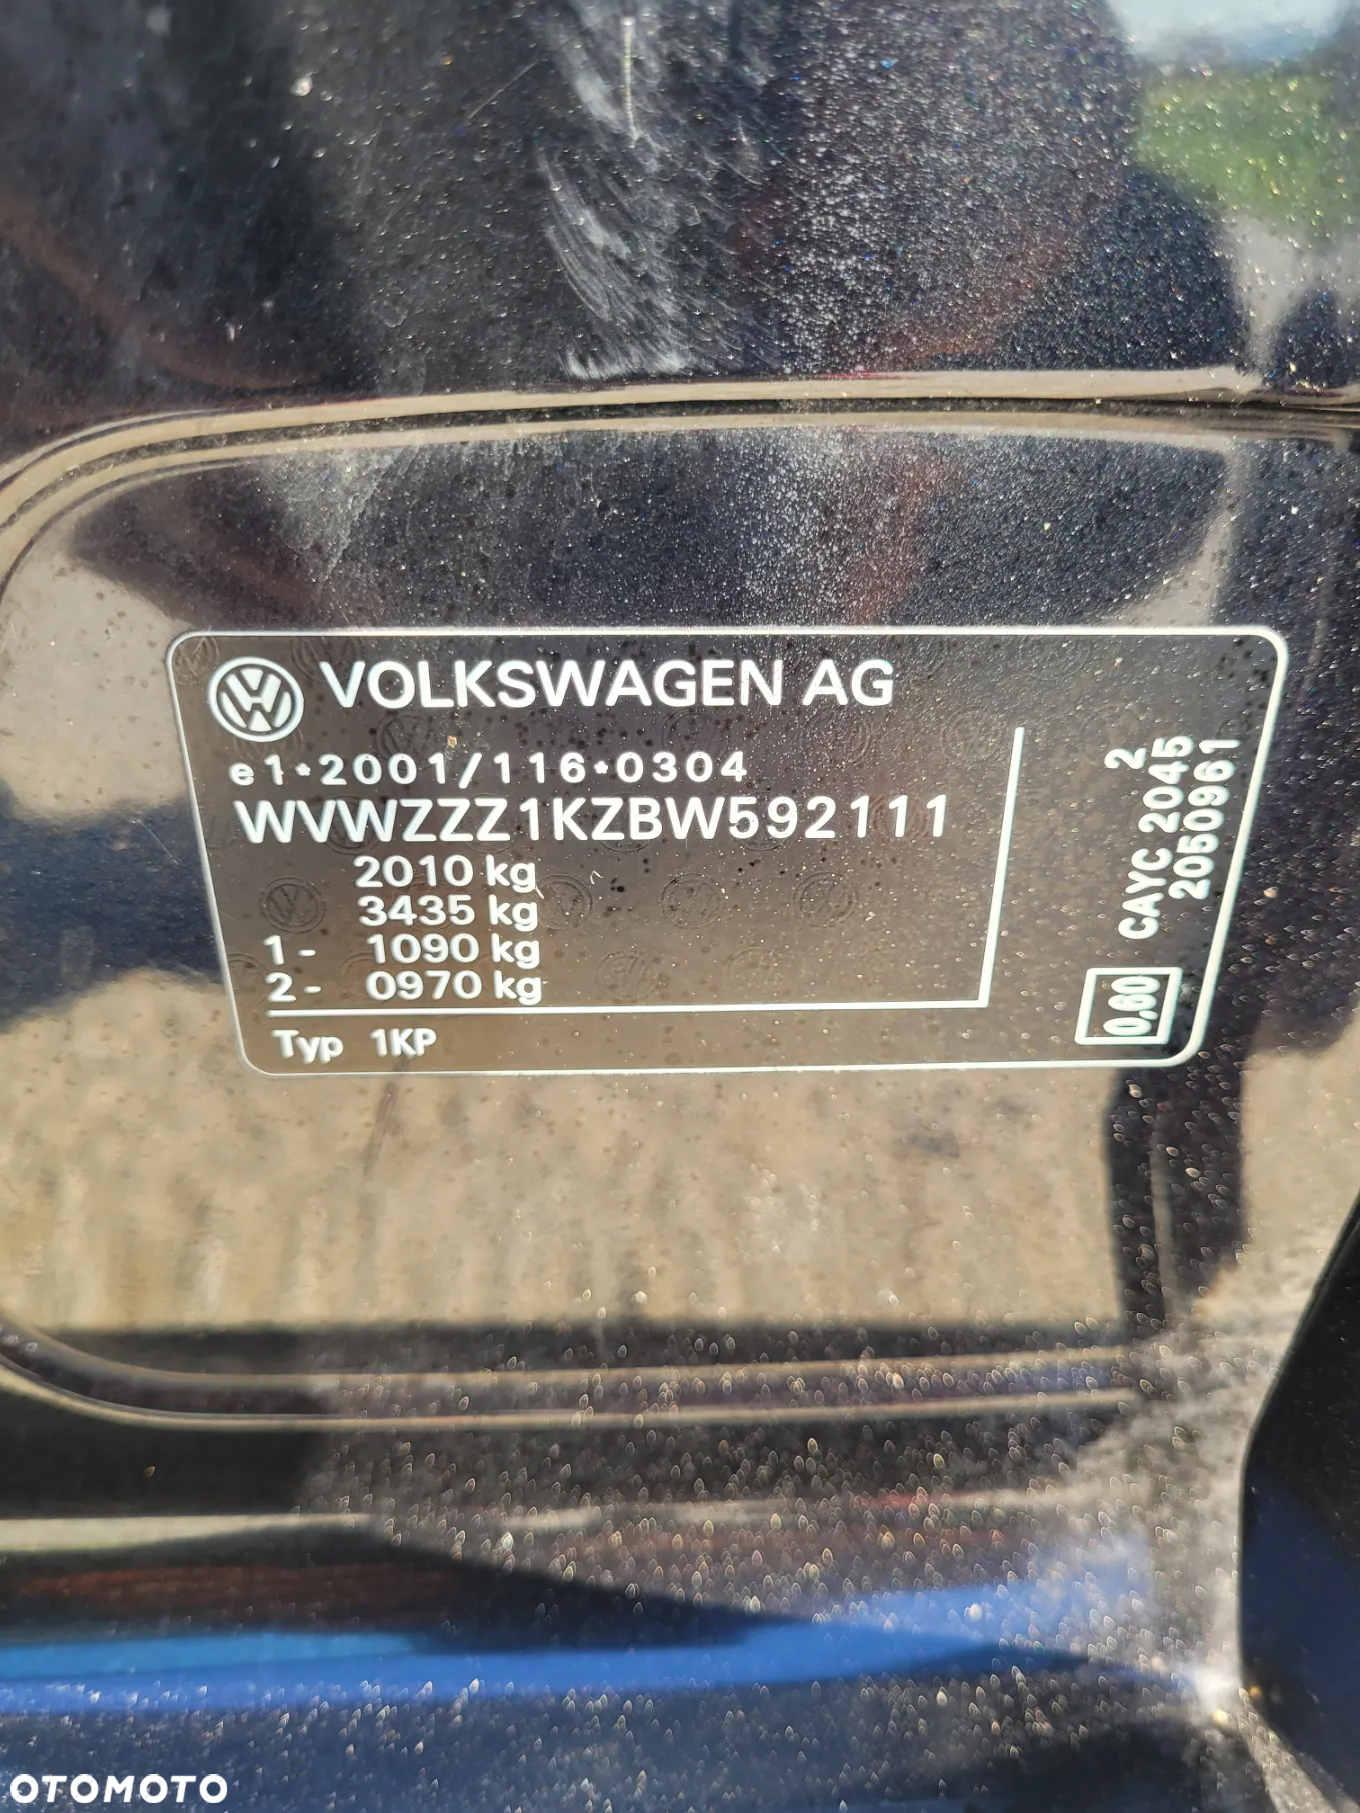 VOLKSWAGEN AG
e1*2001/116*0304
WVWZZZ1KZBW592111
2010 kg
3435 kg
1- 1090 kg
2- 0970 kg
Typ 1KP
2
CAYC 2045
2050961
0,60
OTOMOTO